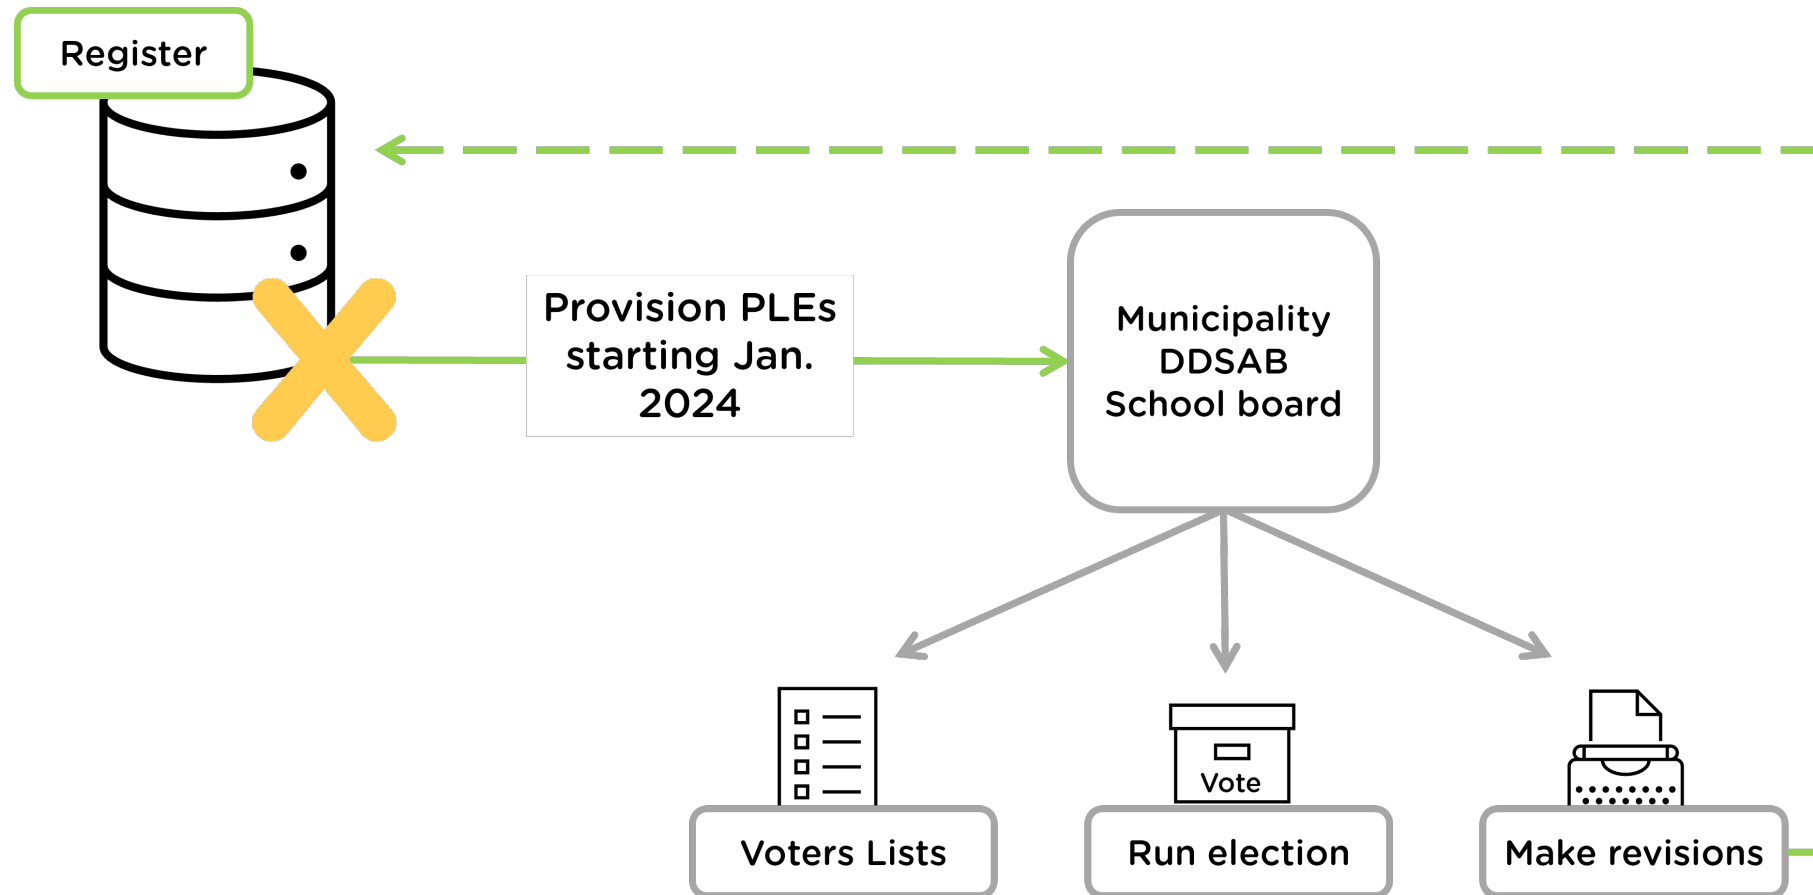 Register
Provision PLEs
starting Jan.
2024
Municipality
DDSAB
School board
Vote
Voters Lists
Run election
Make revisions